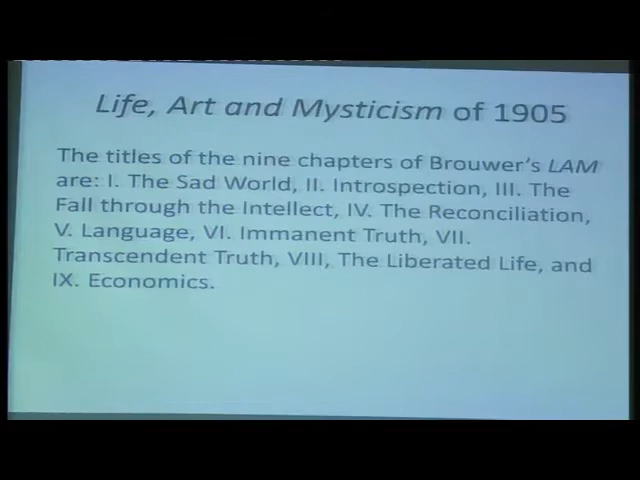 Life, Art and Mysticism of 1905
The titles of the nine chapters of Brouwer's LAM
are: I. The Sad World, II. Introspection, III. The
Fall through the Intellect, IV. The Reconciliation,
V. Language, VI. Immanent Truth, VII.
Transcendent Truth, VIII, The Liberated Life, and
IX. Economics.